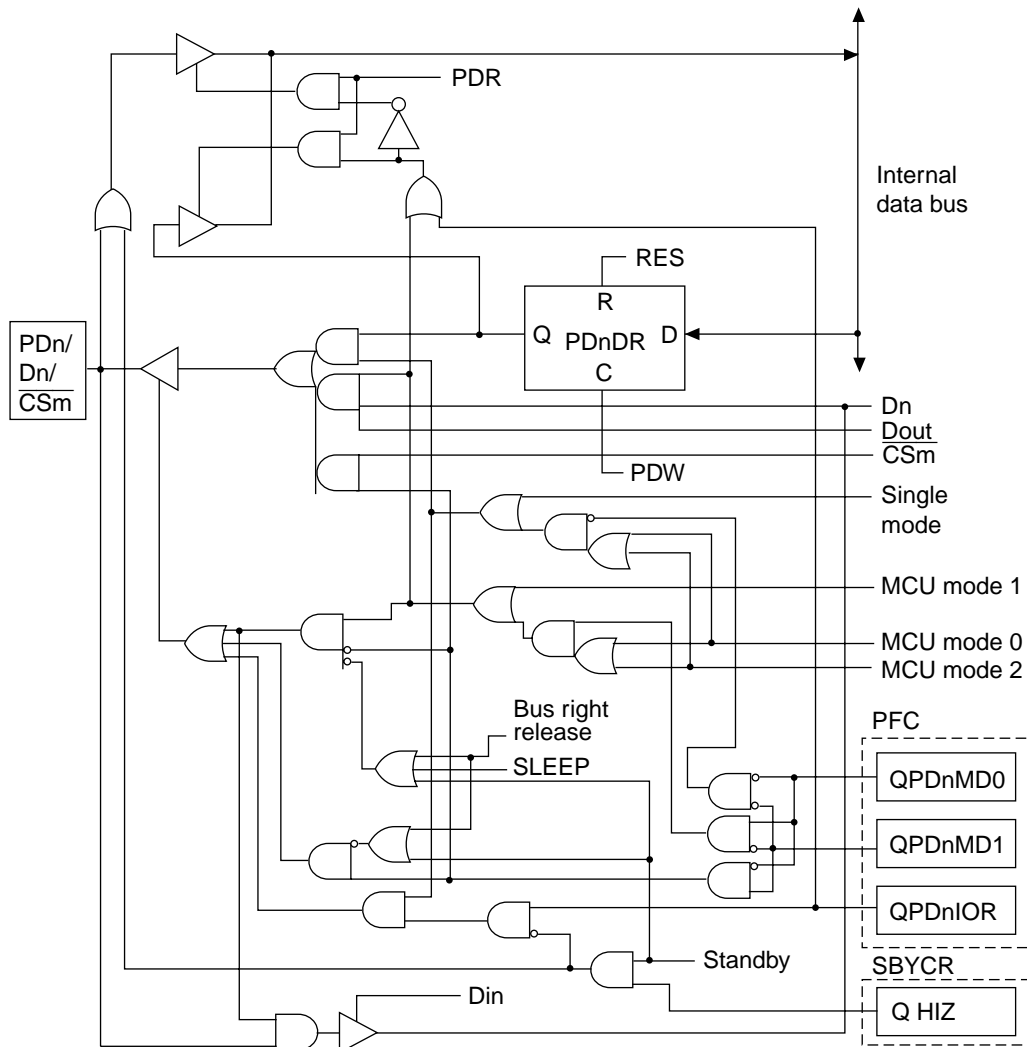 PDR
Internal
data bus
RES
R
Q PDnDR D
C
PDn/
Dn/
CSm
Dn
Dout
CSm
PDW
Single
mode
MCU mode 1
MCU mode 0
MCU mode 2
Bus right
release
PFC
SLEEP
QPDnMD0
QPDnMD1
QPDnIOR
Standby
SBYCR
Din
Q HIZ